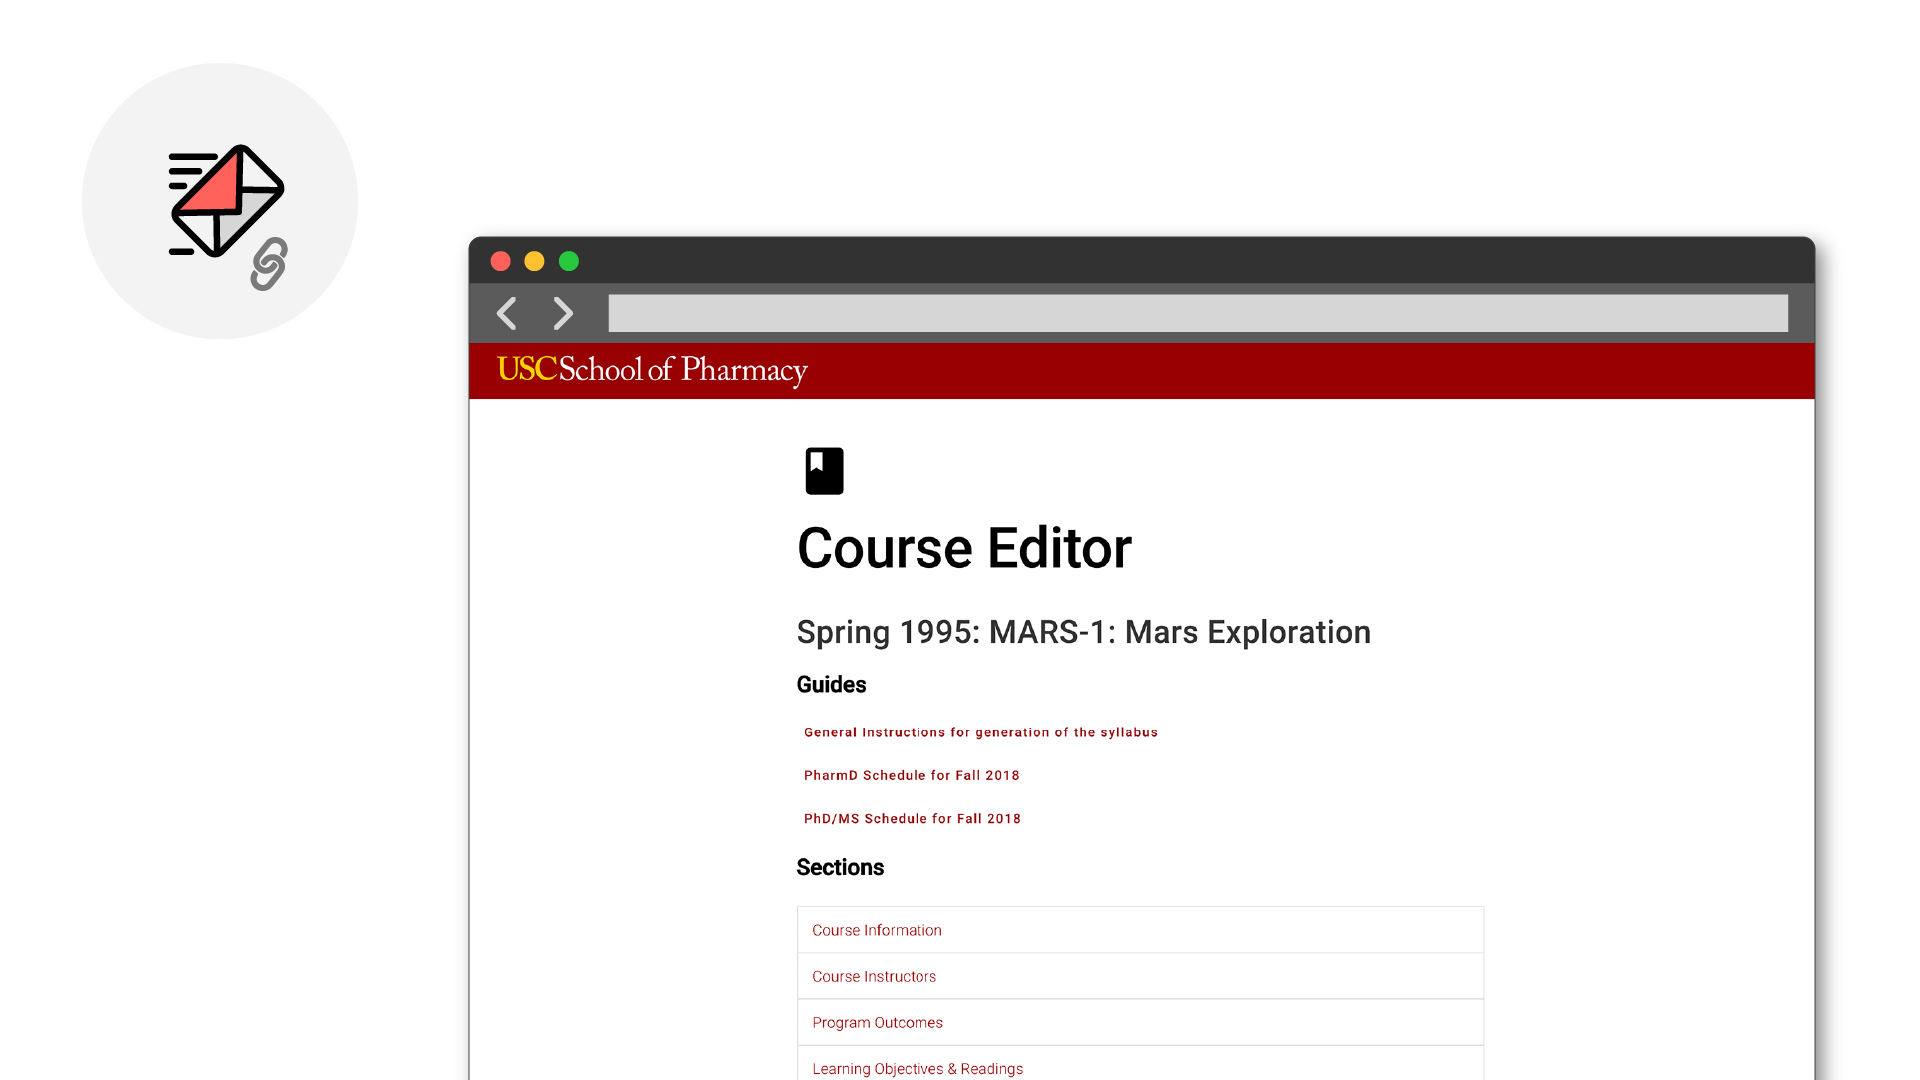 USC School of Pharmacy
Course Editor
Spring 1995: MARS-1: Mars Exploration
Guides
General Instructions for generation of the syllabus
PharmD Schedule for Fall 2018
PhD/MS Schedule for Fall 2018
Sections
Course Information
Course Instructors
Program Outcomes
Learning Objectives & Readings